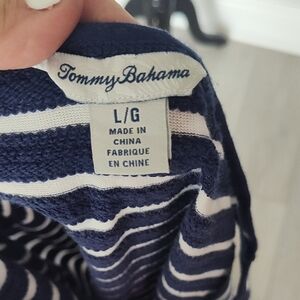 Tommy Bahama
L/G
MADE IN
CHINA
FABRIQUE
EN CHINE